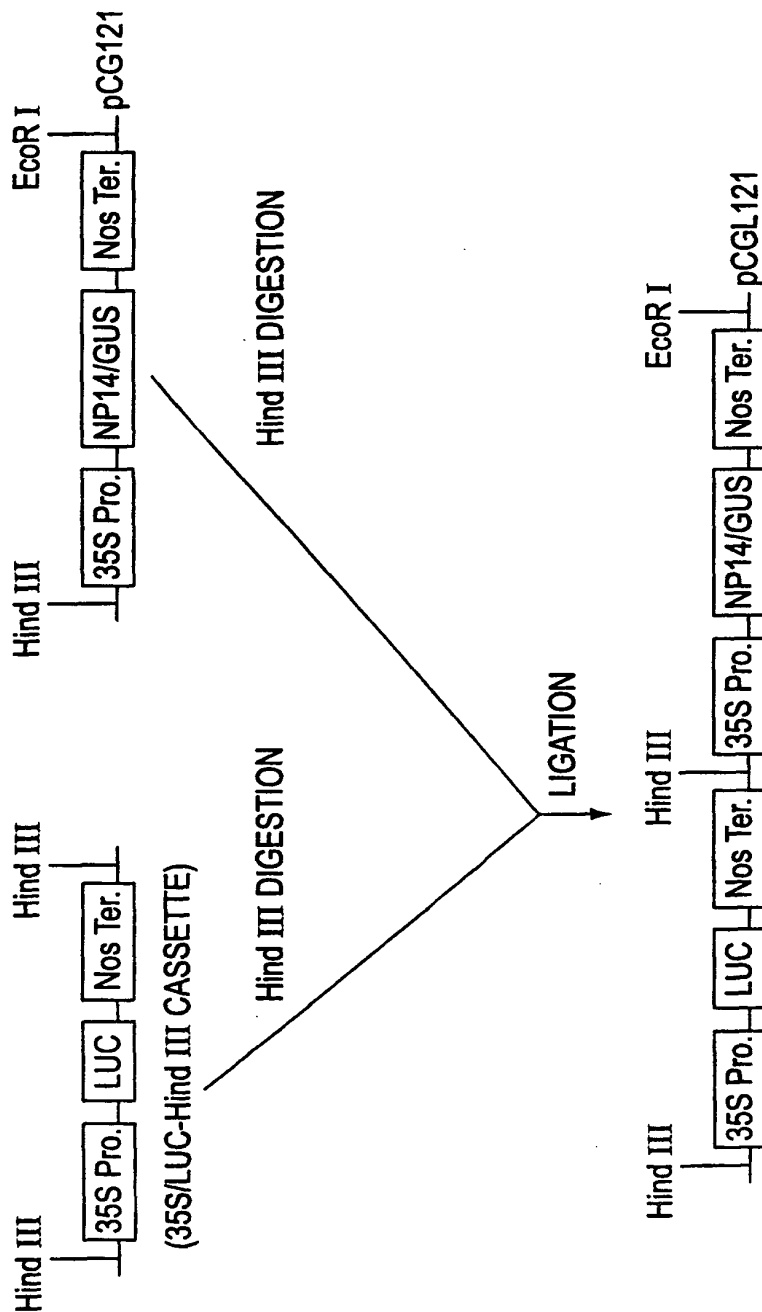 Hind III
Hind III
35S Pro.
LUC
Nos Ter.
(35S/LUC-Hind III CASSETTE)
Hind III
EcoR I
35S Pro.
NP14/GUS
Nos Ter.
pCG121
Hind III DIGESTION
Hind III DIGESTION
LIGATION
Hind III
Hind III
EcoR I
35S Pro.
LUC
Nos Ter.
35S Pro.
NP14/GUS
Nos Ter.
pCGL121